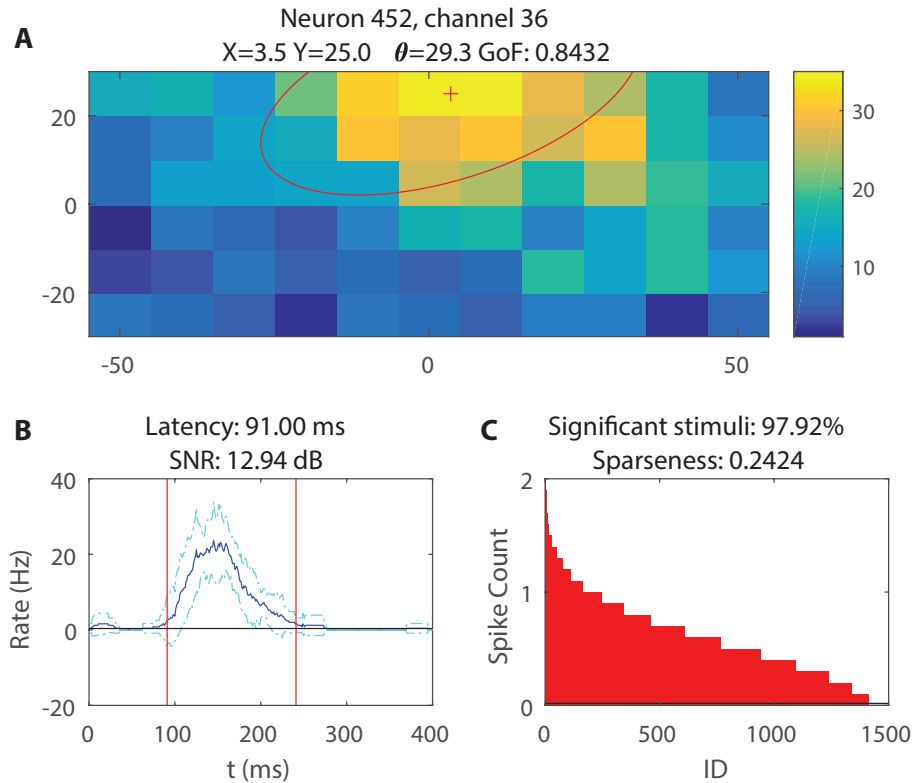 Neuron 452, channel 36
A
X=3.5 Y=25.0 θ=29.3 GoF: 0.8432
20
0
-20
-50
0
50
30
20
10
B
Latency: 91.00 ms
SNR: 12.94 dB
40
20
0
-20
Rate (Hz)
0
100
200
300
400
t (ms)
C
Significant stimuli: 97.92%
Sparseness: 0.2424
2
1
0
Spike Count
0
500
1000
1500
ID